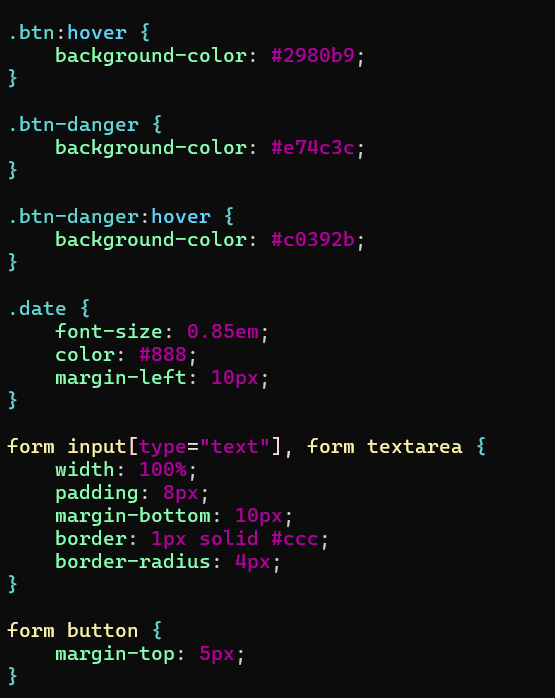 .btn:hover {
    background-color: #2980b9;
}

.btn-danger {
    background-color: #e74c3c;
}

.btn-danger:hover {
    background-color: #c0392b;
}

.date {
    font-size: 0.85em;
    color: #888;
    margin-left: 10px;
}

form input[type="text"], form textarea {
    width: 100%;
    padding: 8px;
    margin-bottom: 10px;
    border: 1px solid #ccc;
    border-radius: 4px;
}

form button {
    margin-top: 5px;
}